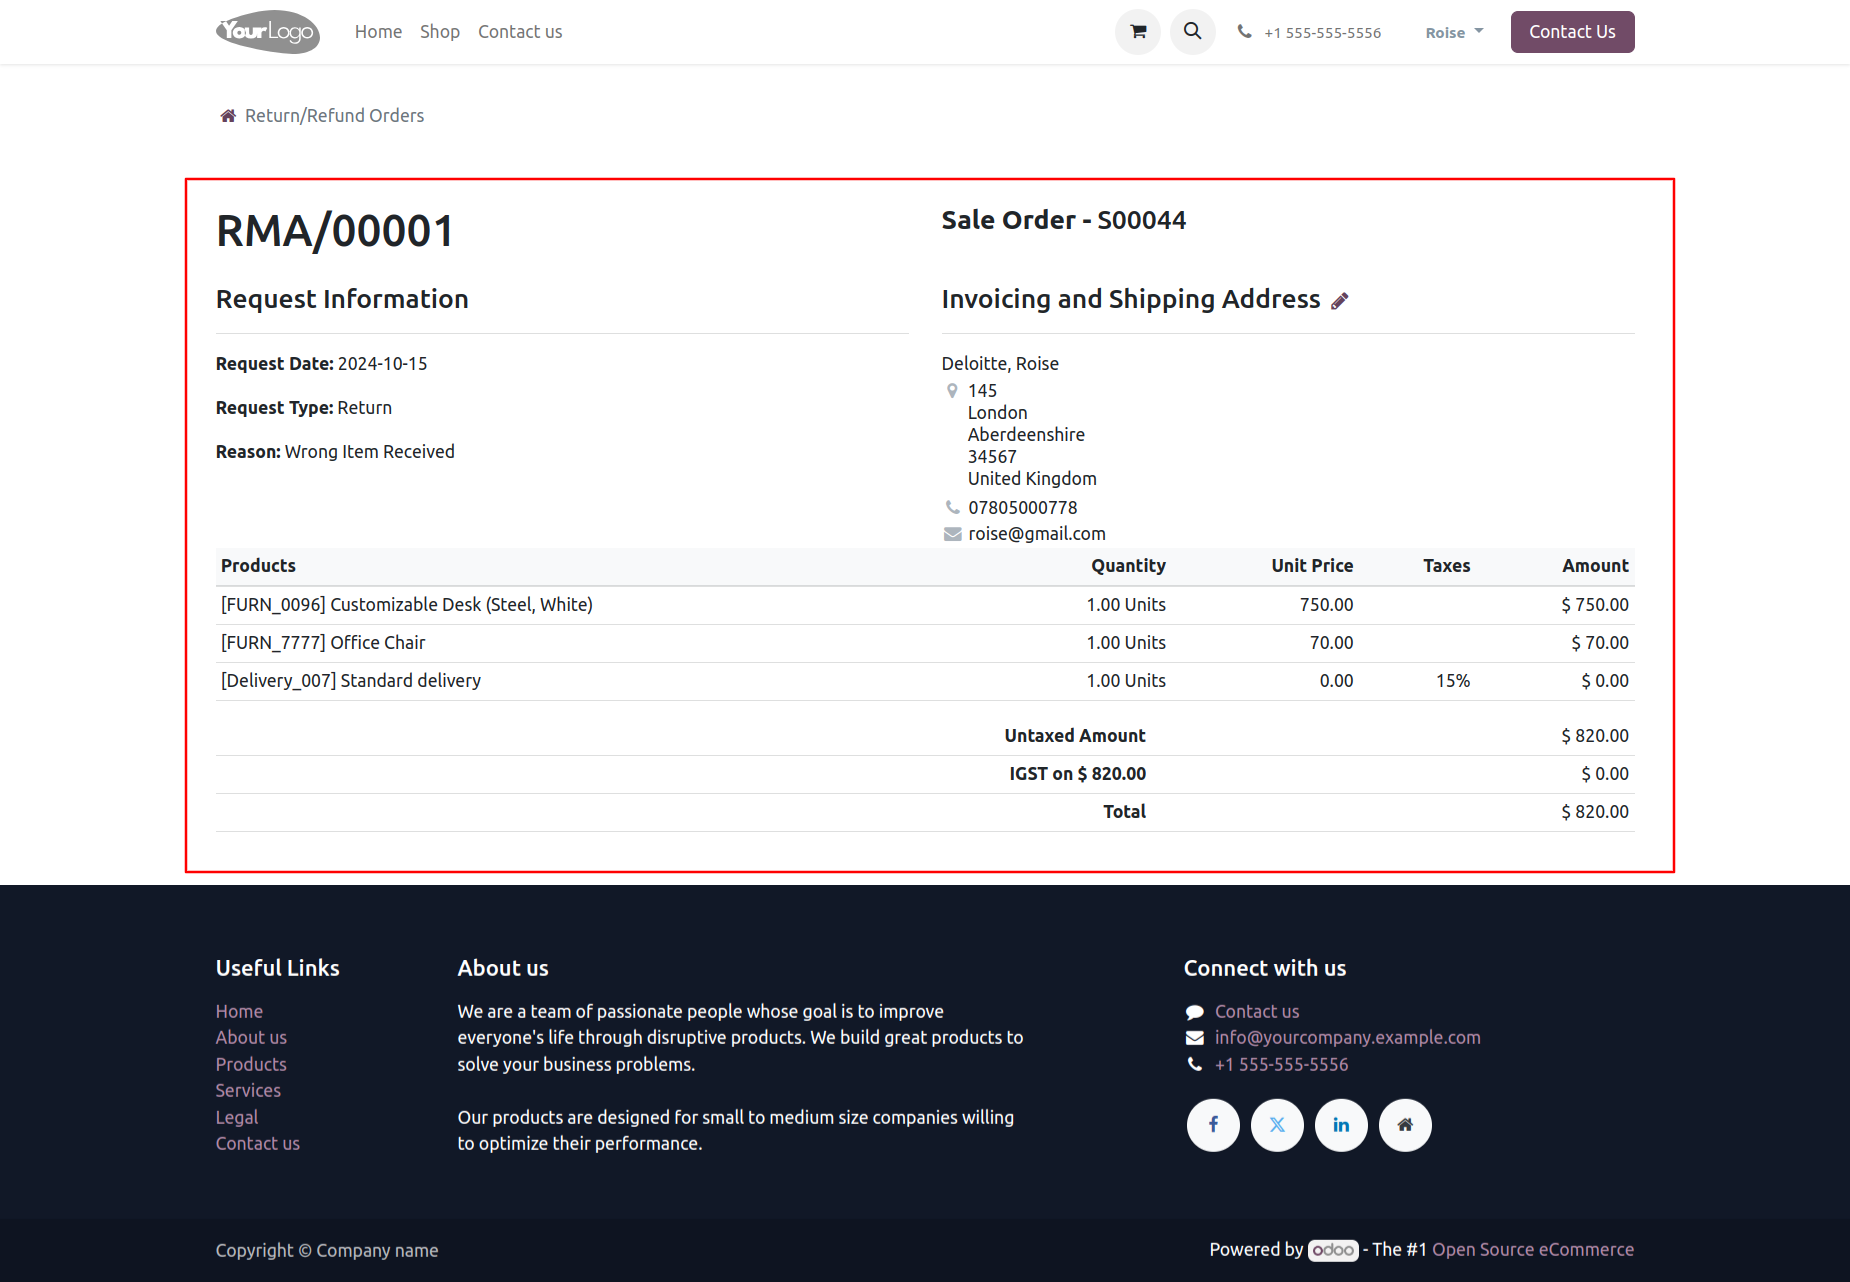 YourLogo
Home Shop Contact us
+1 555-555-5556
Roise
Contact Us
Return/Refund Orders
RMA/00001
Sale Order - S00044
Request Information
Invoicing and Shipping Address
Request Date: 2024-10-15
Request Type: Return
Reason: Wrong Item Received
Deloitte, Roise
145
London
Aberdeenshire
34567
United Kingdom
07805000778
roise@gmail.com
Products Quantity Unit Price Taxes Amount
[FURN_0096] Customizable Desk (Steel, White) 1.00 Units 750.00 $ 750.00
[FURN_7777] Office Chair 1.00 Units 70.00 $ 70.00
[Delivery_007] Standard delivery 1.00 Units 0.00 15% $ 0.00
Untaxed Amount $ 820.00
IGST on $ 820.00 $ 0.00
Total $ 820.00
Useful Links
Home
About us
Products
Services
Legal
Contact us
About us
We are a team of passionate people whose goal is to improve
everyone's life through disruptive products. We build great products to
solve your business problems.
Our products are designed for small to medium size companies willing
to optimize their performance.
Connect with us
Contact us
info@yourcompany.example.com
+1 555-555-5556
Copyright © Company name
Powered by odoo - The #1 Open Source eCommerce